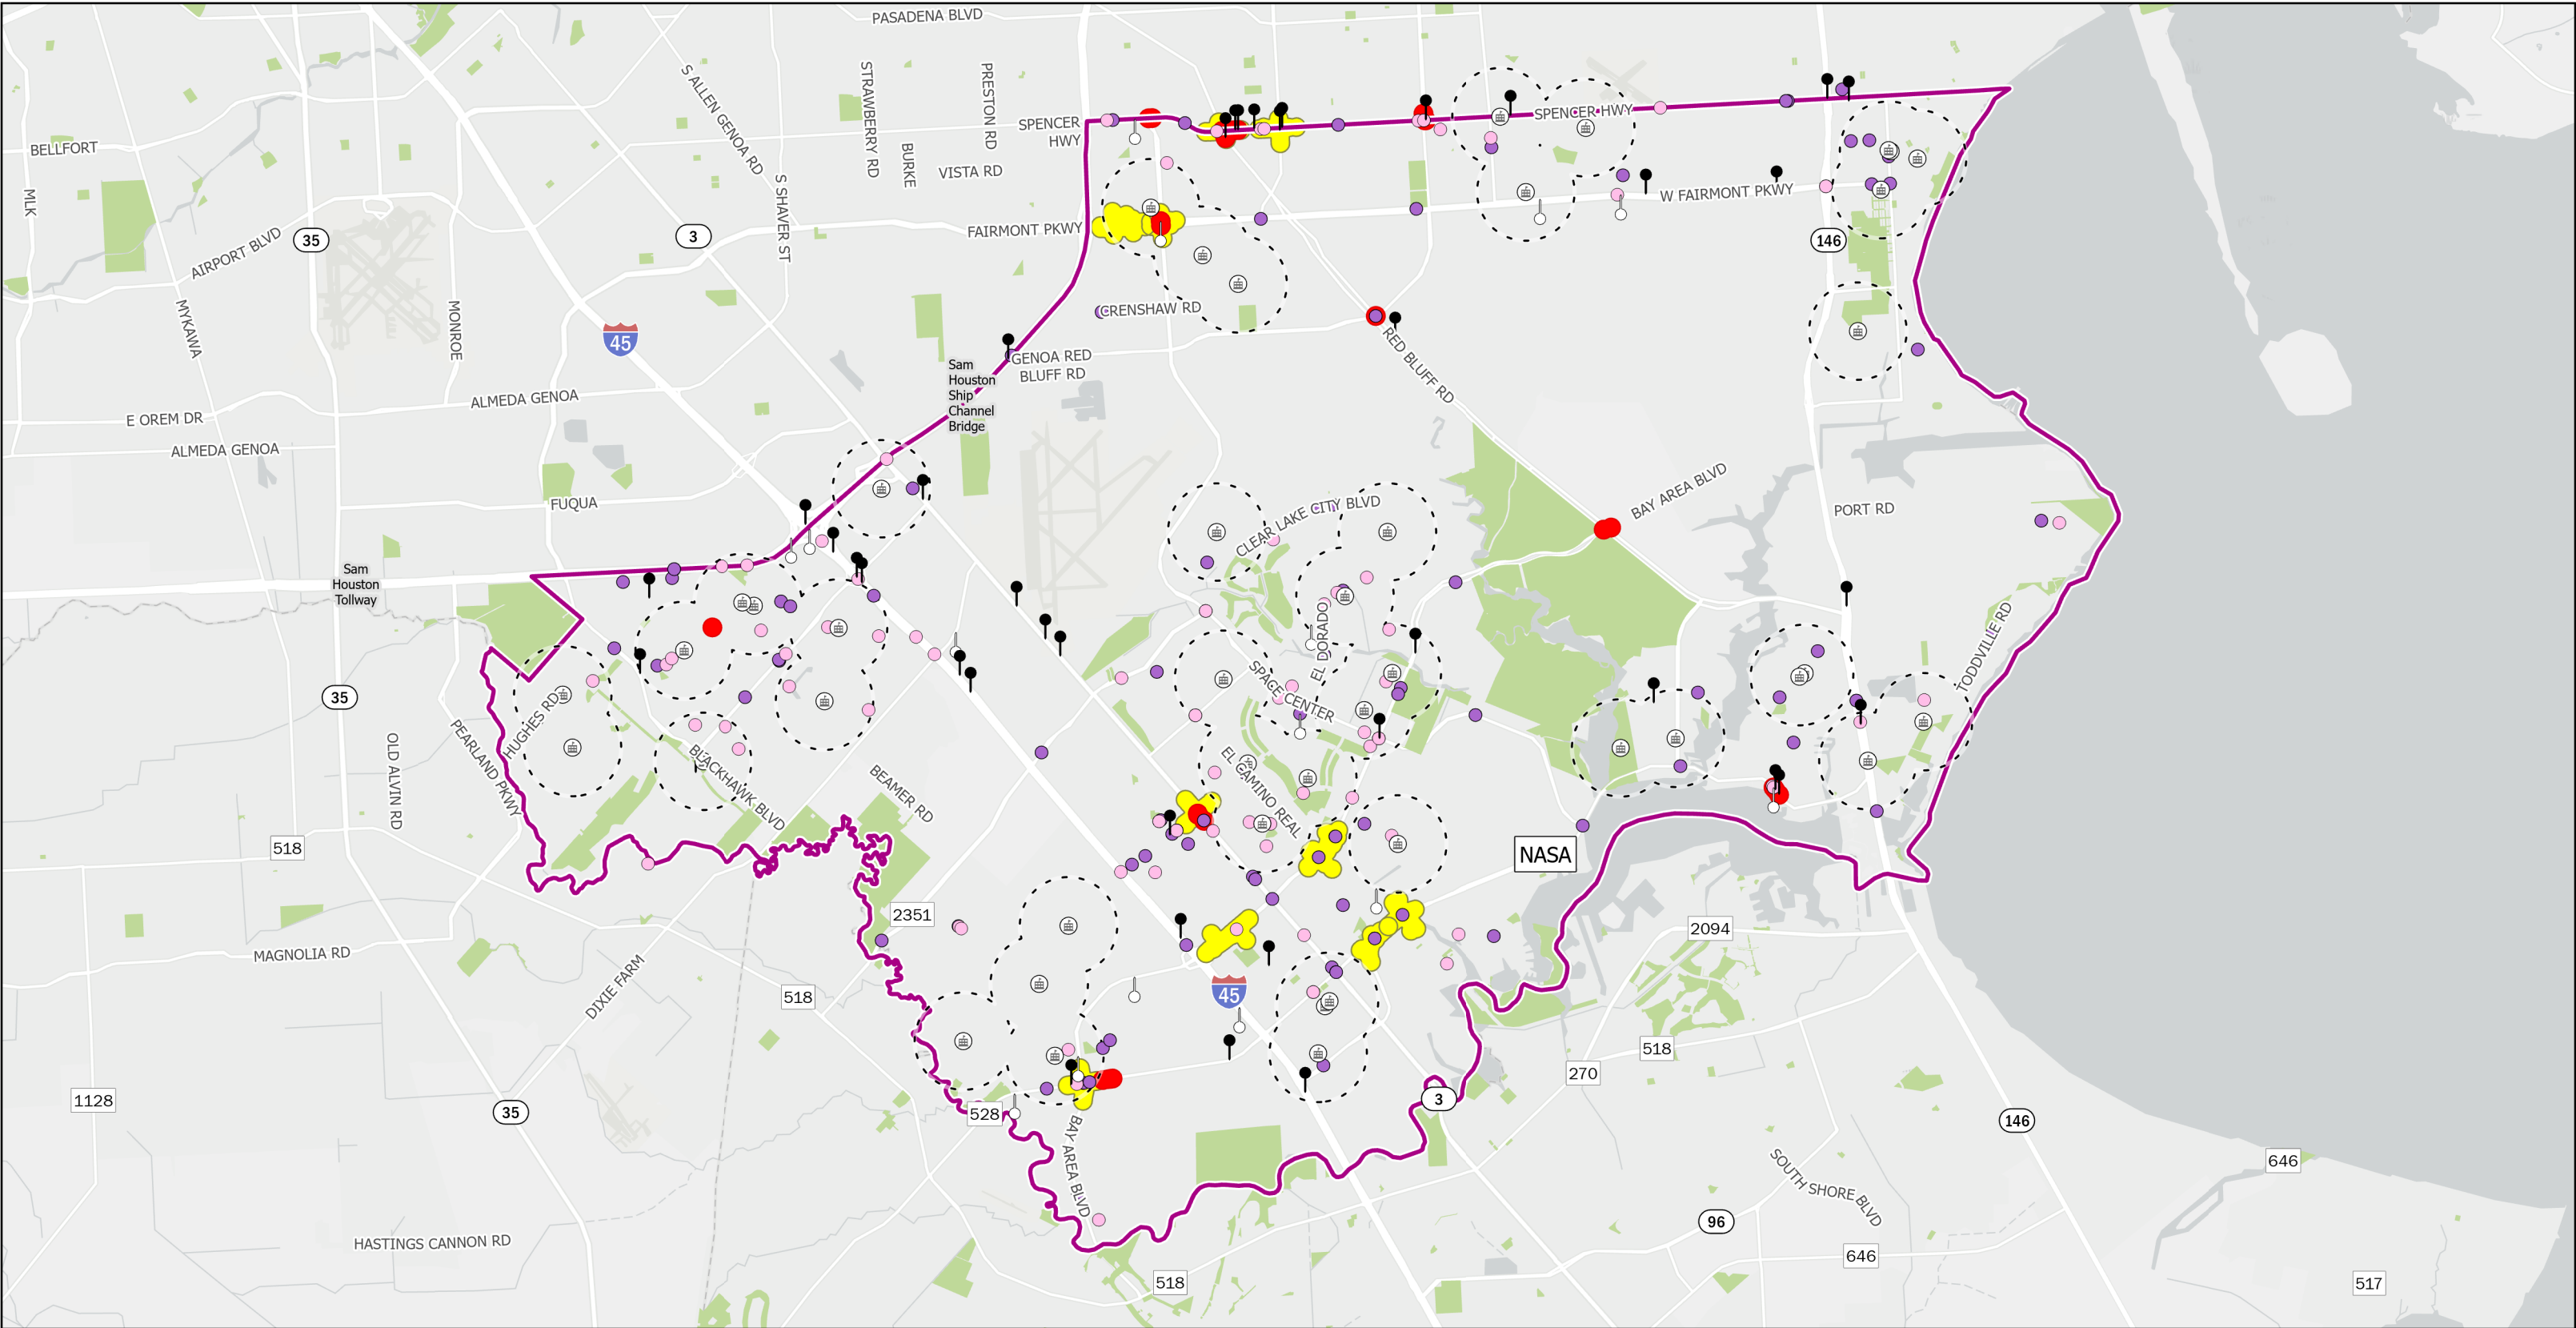 PASADENA BLVD
S ALLEN GENOA RD
STRAWBERRY RD
BURKE
PRESTON RD
SPENCER
HWY
SPENCER HWY
BELLFORT
VISTA RD
MLK
S SHAVER ST
W FAIRMONT PKWY
FAIRMONT PKWY
AIRPORT BLVD
35
3
146
CRENSHAW RD
MYKAWA
MONROE
45
GENOA RED
BLUFF RD
RED BLUFF RD
Sam
Houston
Ship
Channel
Bridge
ALMEDA GENOA
E OREM DR
ALMEDA GENOA
FUQUA
CLEAR LAKE CITY BLVD
BAY AREA BLVD
PORT RD
Sam
Houston
Tollway
EL DORADO
TODDVILLE RD
35
HUGHES RD
SPACE CENTER
PEARLAND PKWY
OLD ALVIN RD
BLACKHAWK BLVD
BEAMER RD
EL CAMINO REAL
518
NASA
2351
2094
MAGNOLIA RD
DIXIE FARM
518
45
518
270
1128
35
528
3
146
BAY AREA BLVD
SOUTH SHORE BLVD
646
96
HASTINGS CANNON RD
646
518
517